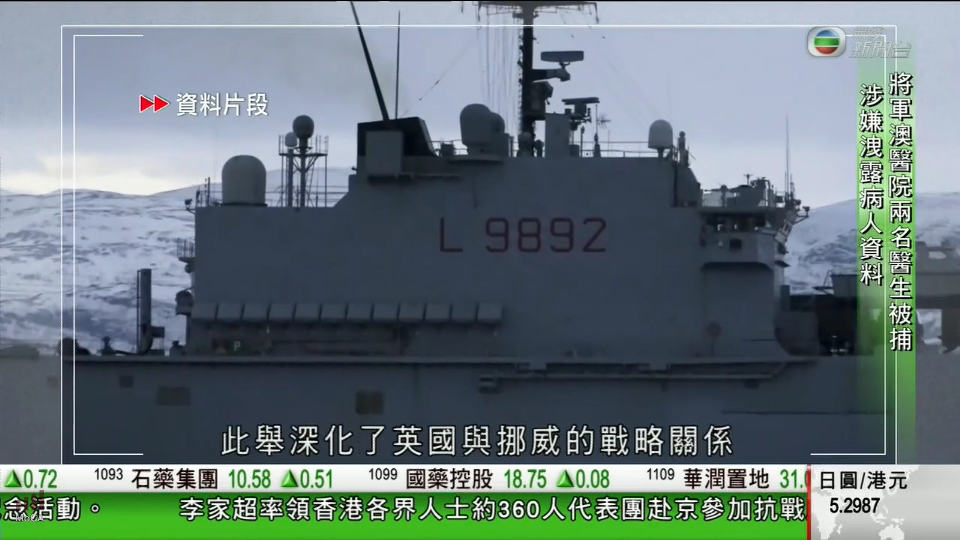 新聞台
資料片段
將軍澳醫院兩名醫生被捕
涉嫌洩露病人資料
L 9892
此舉深化了英國與挪威的戰略關係
▲0.72 1093 石藥集團 10.58 ▲0.51 1099 國藥控股 18.75 ▲0.08 1109 華潤置地 31.0
日圓/港元
5.2987
念活動。 李家超率領香港各界人士約360人代表團赴京參加抗戰